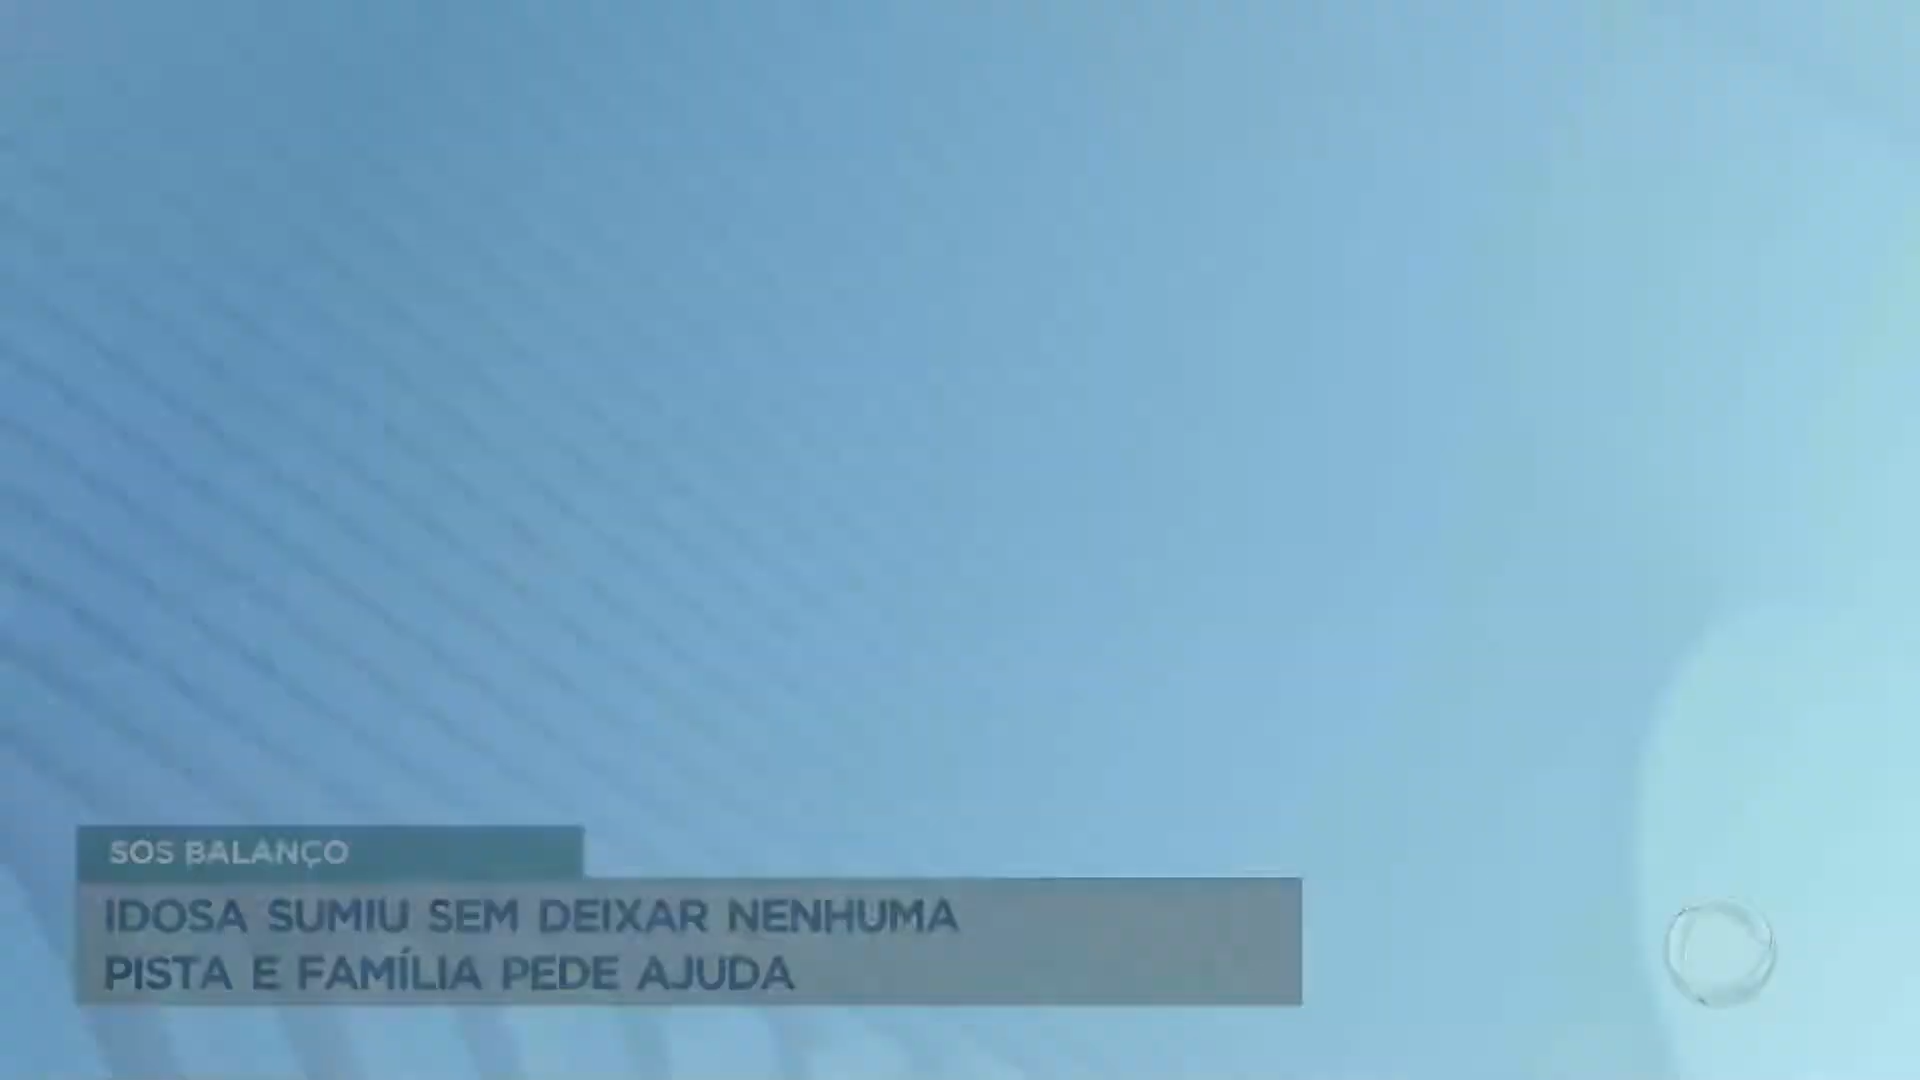 SOS BALANÇO
IDOSA SUMIU SEM DEIXAR NENHUMA
PISTA E FAMÍLIA PEDE AJUDA